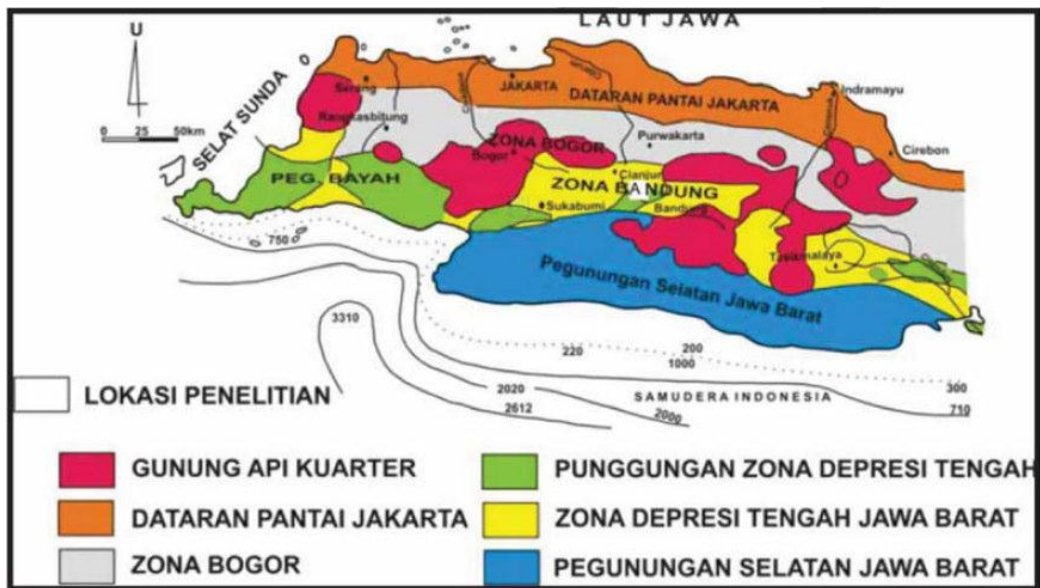 LAUT JAWA
U
SELAT SUNDA
0 25 50km
Serang
JAKARTA
DATARAN PANTAI JAKARTA
Indramayu
Rangkasbitung
Purwakarta
Cirebon
ZONA BOGOR
Bogor
PEG. BAYAH
Cianjur
ZONA BANDUNG
Sukabumi
Bandung
Tasikmalaya
Pegunungan Selatan Jawa Barat
750
3310
220
200
1000
2020
2612
2000
300
710
SAMUDERA INDONESIA
LOKASI PENELITIAN
GUNUNG API KUARTER
PUNGGUNGAN ZONA DEPRESI TENGAH
DATARAN PANTAI JAKARTA
ZONA DEPRESI TENGAH JAWA BARAT
ZONA BOGOR
PEGUNUNGAN SELATAN JAWA BARAT